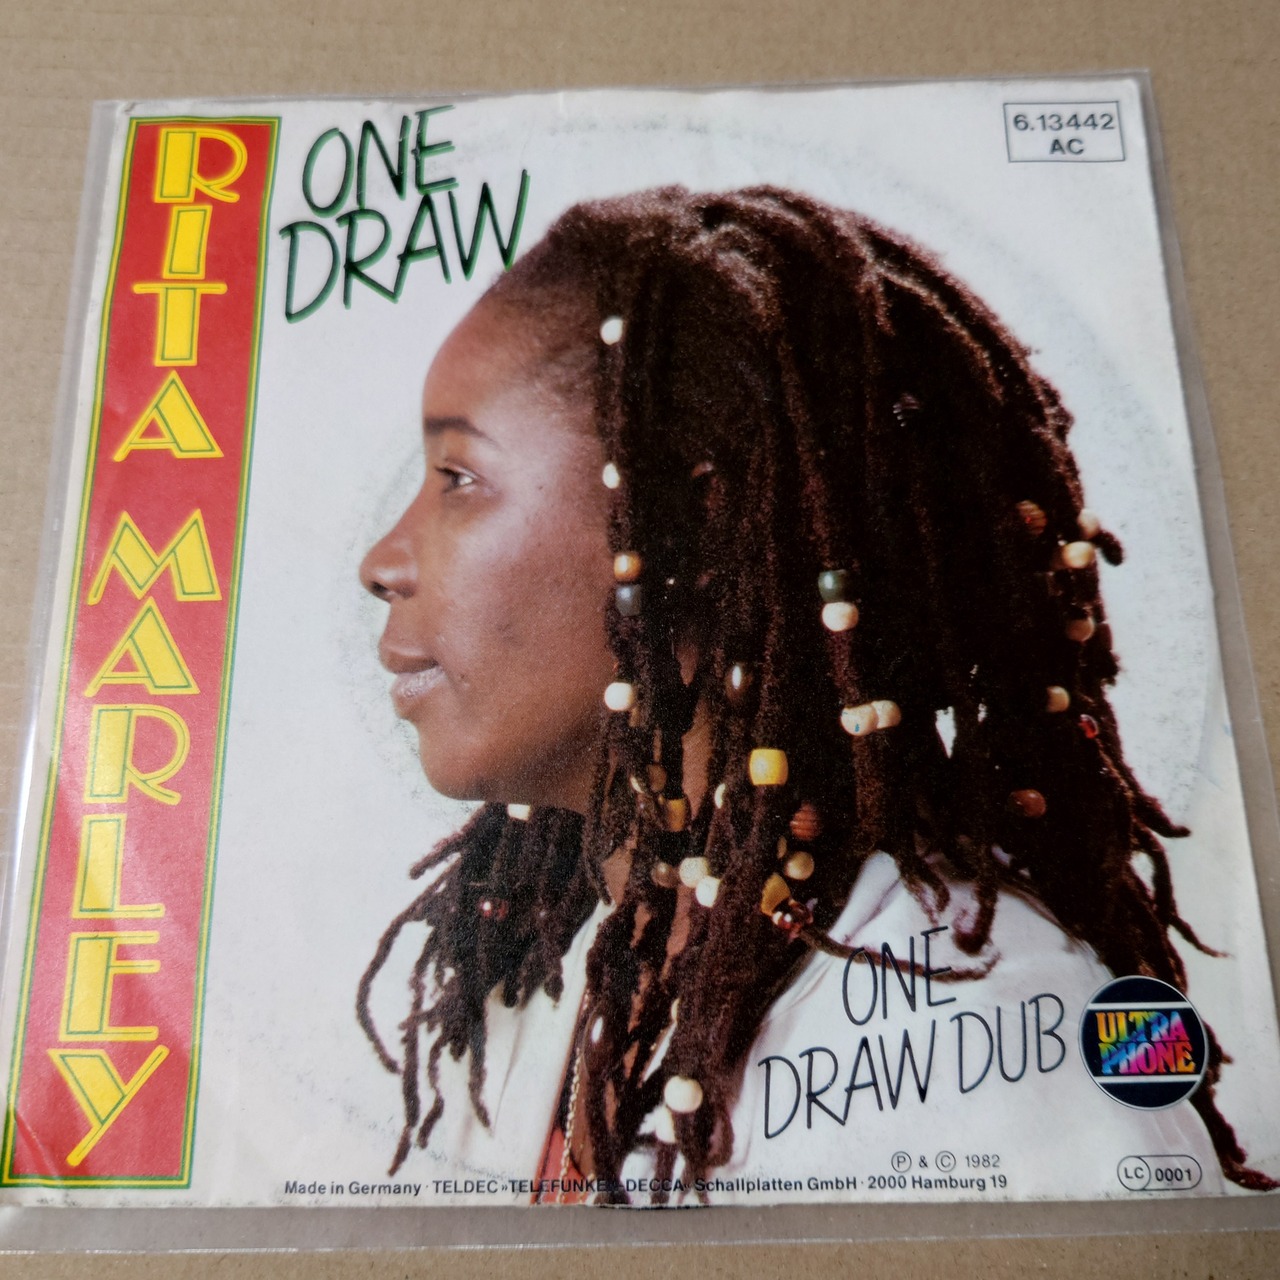 RITA MARLEY
ONE
DRAW
6.13442
AC
ONE
DRAW DUB
ULTRA
PHONE
Ⓟ & © 1982
Made in Germany · TELDEC »TELEFUNKEN-DECCA« Schallplatten GmbH · 2000 Hamburg 19
LC 0001